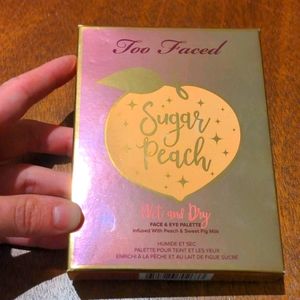 Too Faced
Sugar
Peach
Wet and Dry
FACE & EYE PALETTE
Infused With Peach & Sweet Fig Milk
HUMIDE ET SEC
PALETTE POUR TEINT ET LES YEUX
ENRICHI À LA PÊCHE ET AU LAIT DE FIGUE SUCRÉ